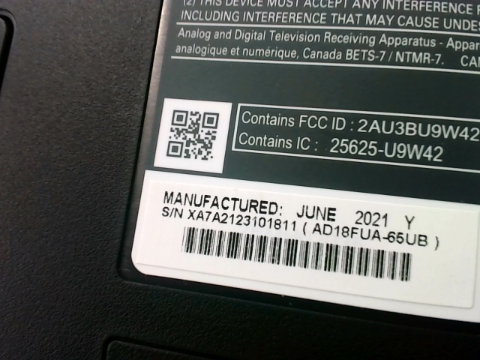 (2) THIS DEVICE MUST ACCEPT ANY INTERFERENCE
INCLUDING INTERFERENCE THAT MAY CAUSE UNDES
Analog and Digital Television Receiving Apparatus - Appar
analogique et numérique, Canada BETS-7 / NTMR-7. CAN
Contains FCC ID : 2AU3BU9W42
Contains IC : 25625-U9W42
MANUFACTURED: JUNE 2021 Y
S/N XA7A2123101811 ( AD18FUA-65UB )